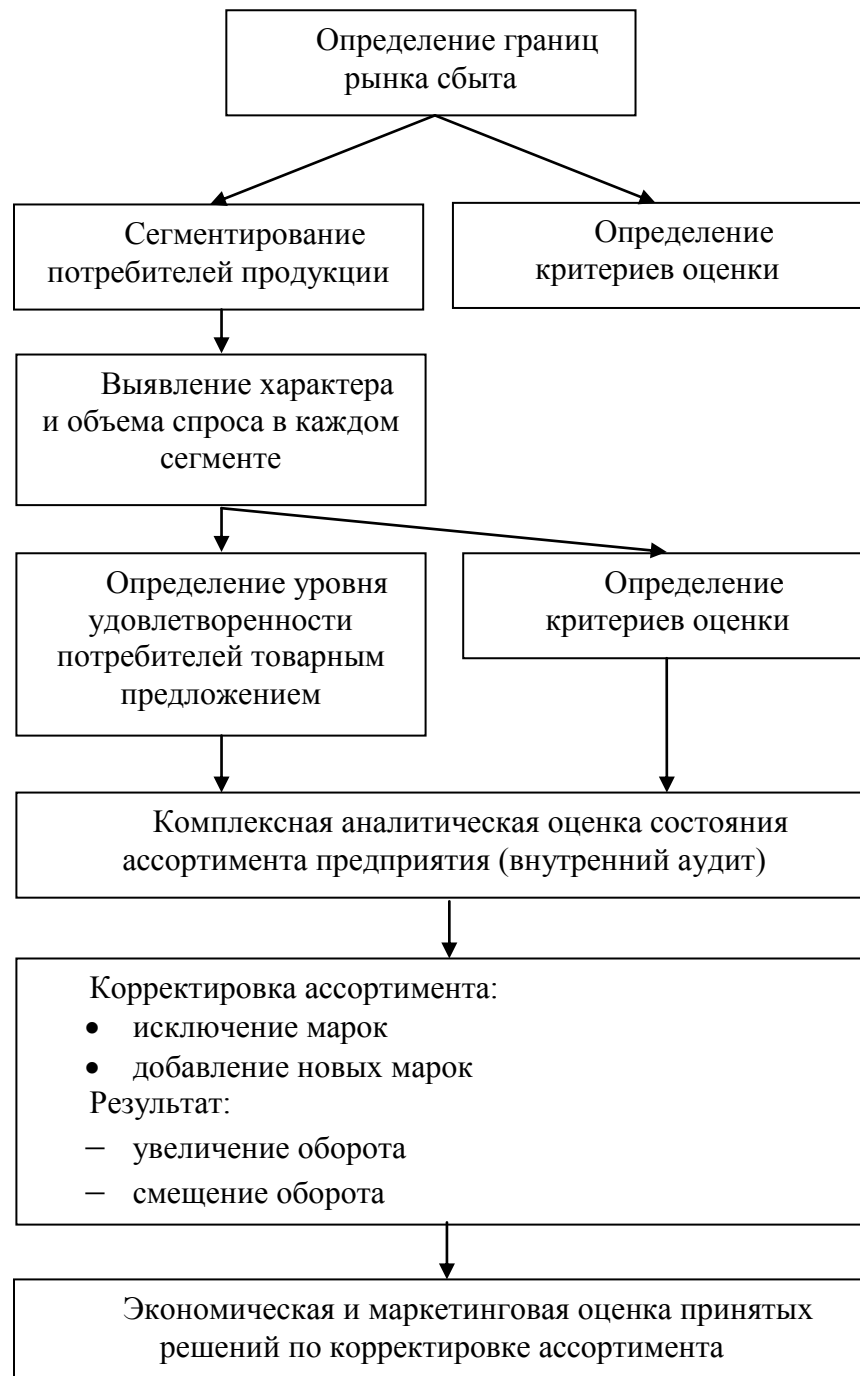 Определение границ
рынка сбыта
Сегментирование
потребителей продукции
Определение
критериев оценки
Выявление характера
и объема спроса в каждом
сегменте
Определение уровня
удовлетворенности
потребителей товарным
предложением
Определение
критериев оценки
Комплексная аналитическая оценка состояния
ассортимента предприятия (внутренний аудит)
Корректировка ассортимента:
• исключение марок
• добавление новых марок
Результат:
– увеличение оборота
– смещение оборота
Экономическая и маркетинговая оценка принятых
решений по корректировке ассортимента